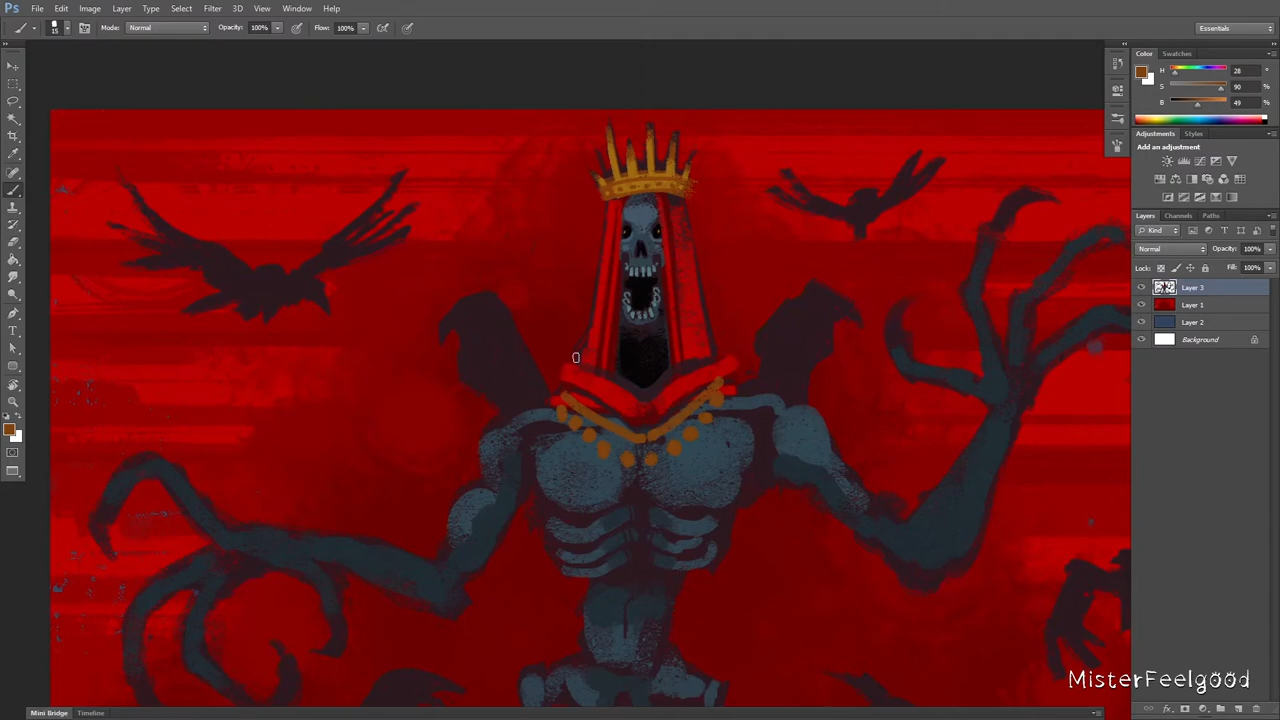 Ps File Edit Image Layer Type Select Filter 3D View Window Help
15 Mode: Normal Opacity: 100% Flow: 100% Essentials
Color Swatches
H 28 °
S 90 %
B 49 %
Adjustments Styles
Add an adjustment
Layers Channels Paths
Kind
Normal Opacity: 100%
Lock: Fill: 100%
Layer 3
Layer 1
Layer 2
Background
MisterFeelgood
Mini Bridge Timeline